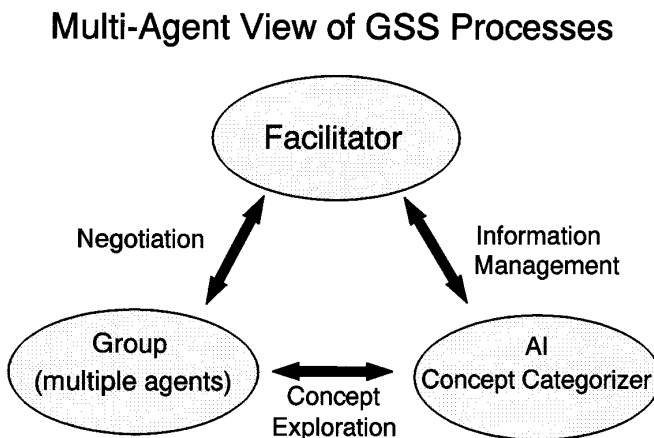 Multi-Agent View of GSS Processes
Facilitator
Negotiation
Information
Management
Group
(multiple agents)
AI
Concept Categorizer
Concept
Exploration